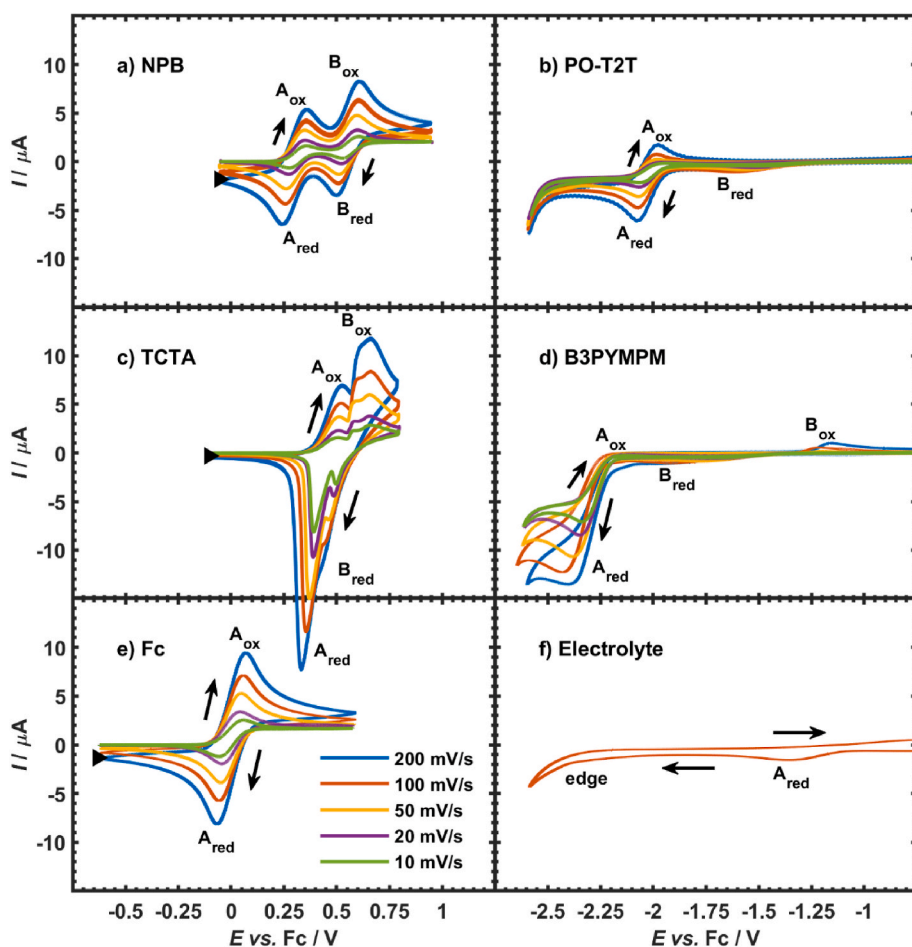 a) NPB
A_ox
B_ox
A_red
B_red
10
5
0
-5
-10
I / μA
b) PO-T2T
A_ox
B_red
A_red
c) TCTA
A_ox
B_ox
B_red
A_red
10
5
0
-5
-10
I / μA
d) B3PYMPM
A_ox
B_ox
B_red
A_red
e) Fc
A_ox
A_red
10
5
0
-5
-10
I / μA
200 mV/s
100 mV/s
50 mV/s
20 mV/s
10 mV/s
f) Electrolyte
edge
A_red
-0.5 -0.25 0 0.25 0.5 0.75 1
E vs. Fc / V
-2.5 -2.25 -2 -1.75 -1.5 -1.25 -1
E vs. Fc / V